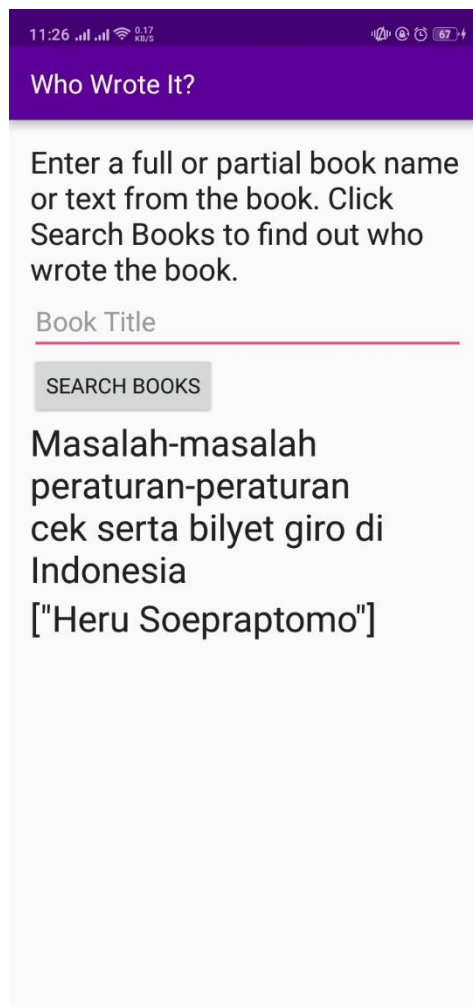 11:26 0.17 KB/S 67
Who Wrote It?
Enter a full or partial book name
or text from the book. Click
Search Books to find out who
wrote the book.
Book Title
SEARCH BOOKS
Masalah-masalah
peraturan-peraturan
cek serta bilyet giro di
Indonesia
["Heru Soepraptomo"]